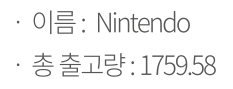 · 이름 : Nintendo
· 총 출고량 : 1759.58